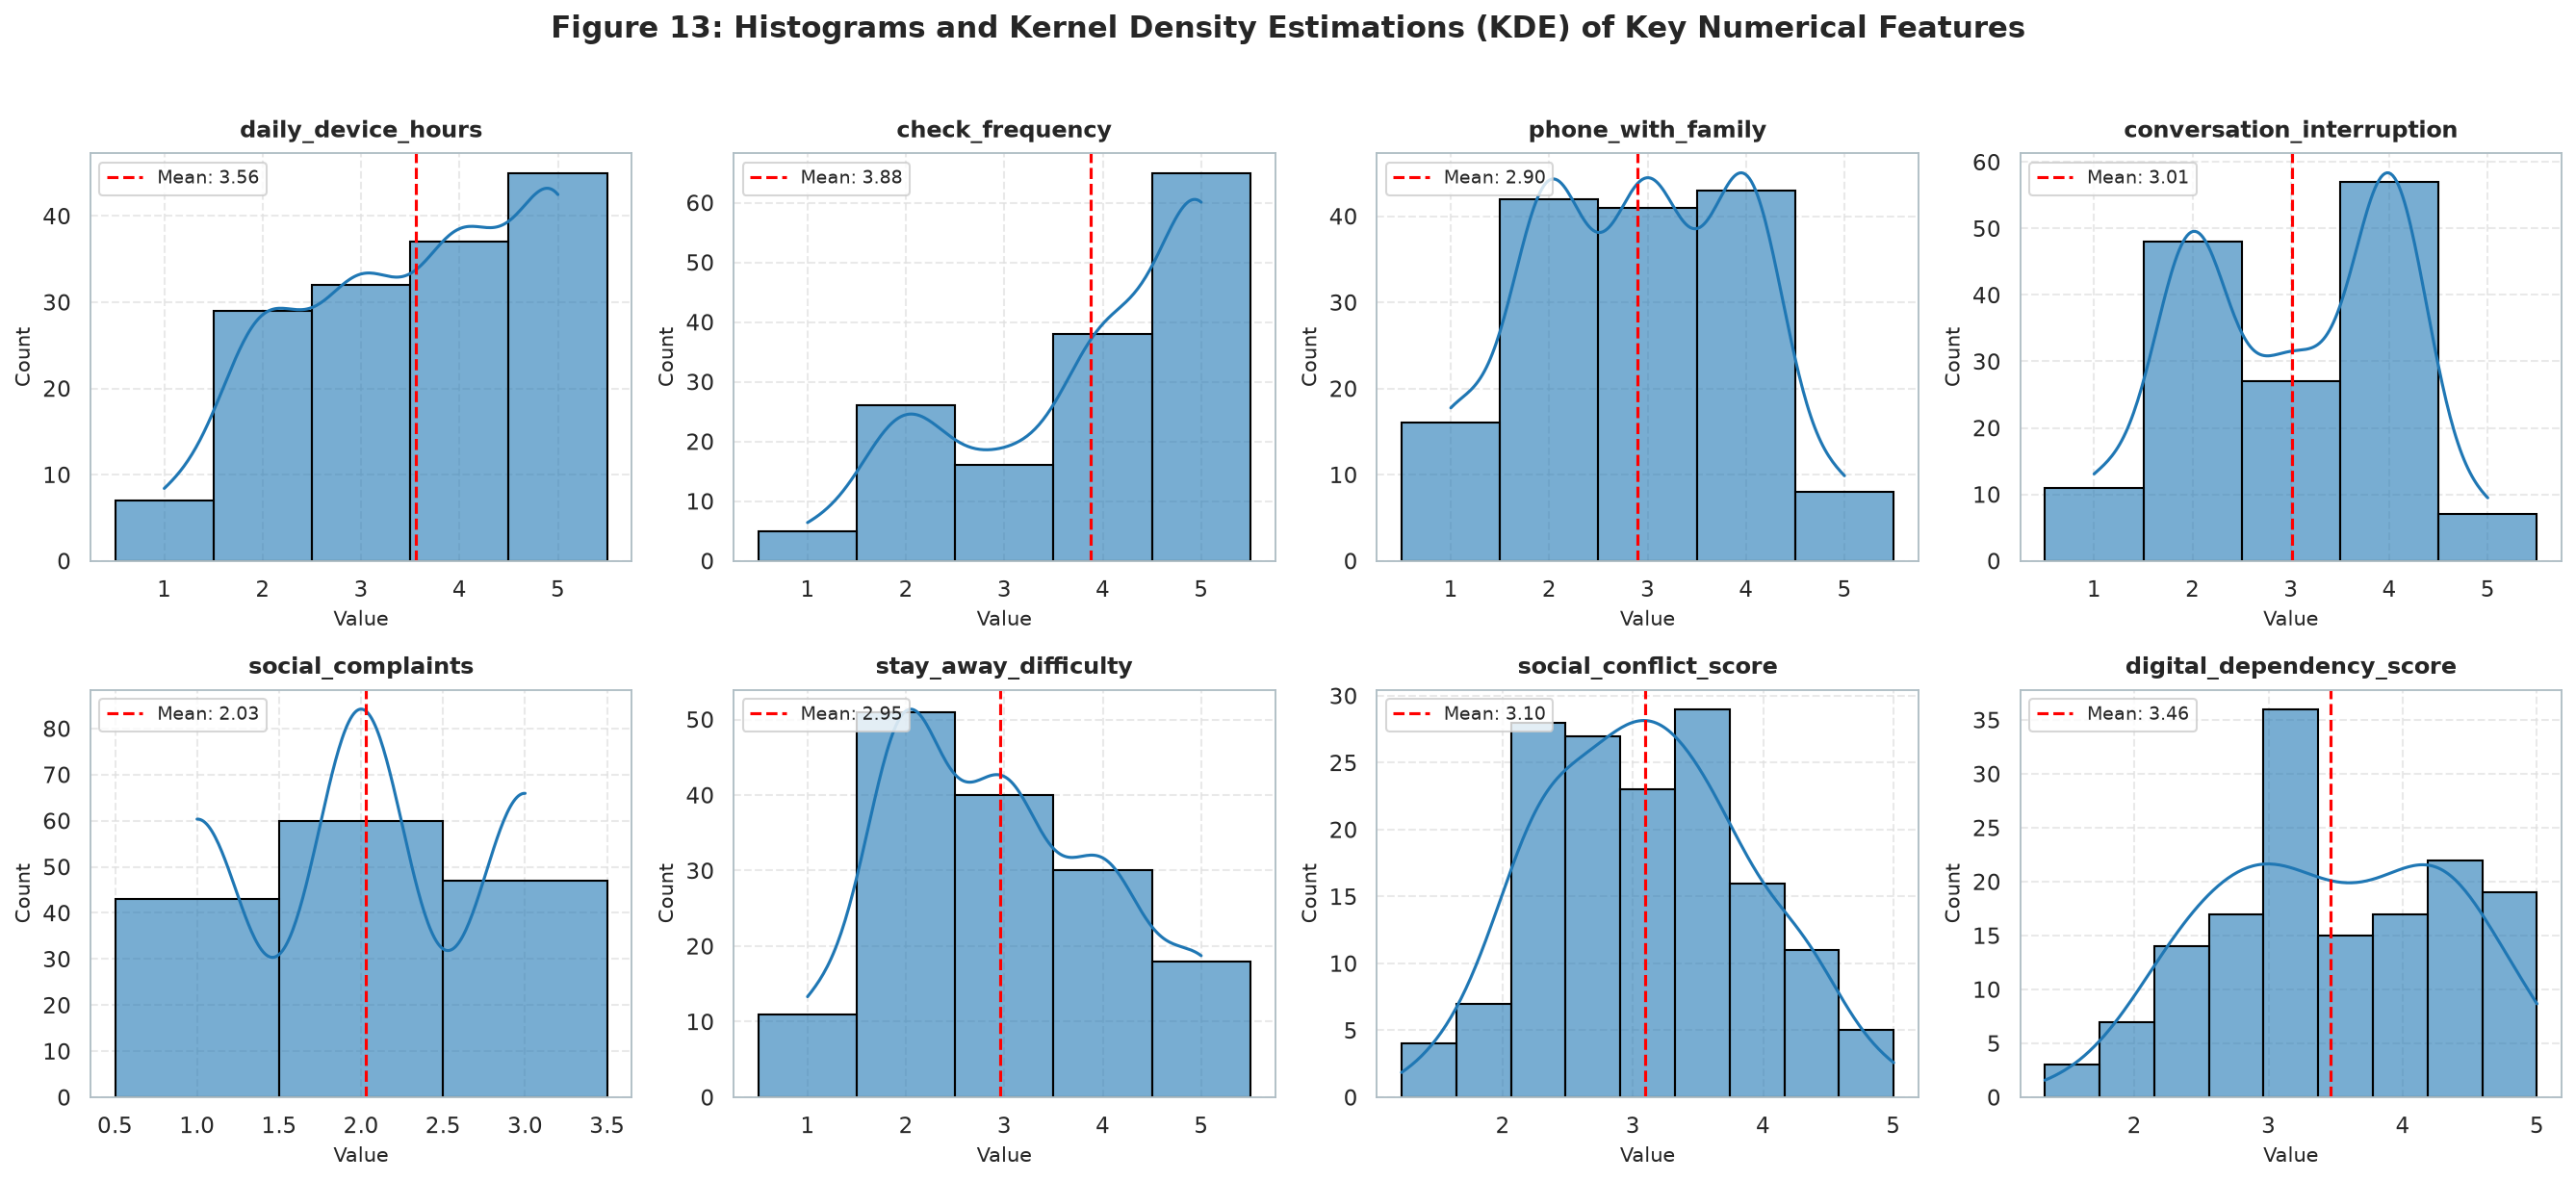 Figure 13: Histograms and Kernel Density Estimations (KDE) of Key Numerical Features
daily_device_hours
Mean: 3.56
Count
0
10
20
30
40
1 2 3 4 5
Value
check_frequency
Mean: 3.88
Count
0
10
20
30
40
50
60
1 2 3 4 5
Value
phone_with_family
Mean: 2.90
Count
0
10
20
30
40
1 2 3 4 5
Value
conversation_interruption
Mean: 3.01
Count
0
10
20
30
40
50
60
1 2 3 4 5
Value
social_complaints
Mean: 2.03
Count
0
10
20
30
40
50
60
70
80
0.5 1.0 1.5 2.0 2.5 3.0 3.5
Value
stay_away_difficulty
Mean: 2.95
Count
0
10
20
30
40
50
1 2 3 4 5
Value
social_conflict_score
Mean: 3.10
Count
0
5
10
15
20
25
30
2 3 4 5
Value
digital_dependency_score
Mean: 3.46
Count
0
5
10
15
20
25
30
35
2 3 4 5
Value